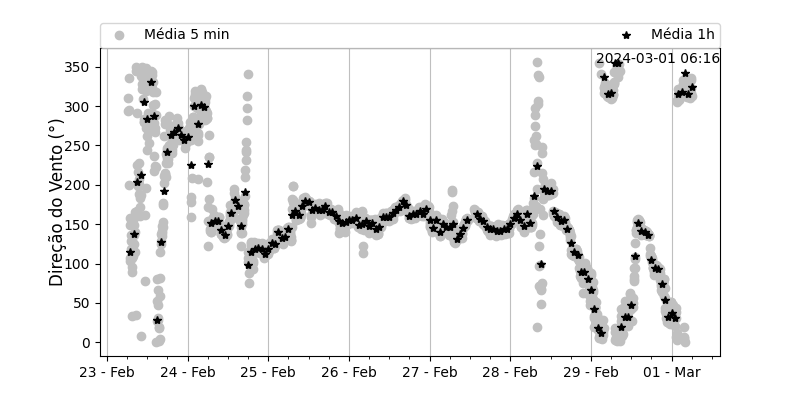 Média 5 min
Média 1h
2024-03-01 06:16
Direção do Vento (°)
350
300
250
200
150
100
50
0
23 - Feb
24 - Feb
25 - Feb
26 - Feb
27 - Feb
28 - Feb
29 - Feb
01 - Mar